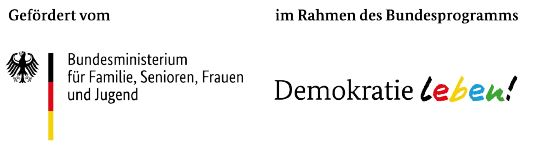 Gefördert vom
im Rahmen des Bundesprogramms
Bundesministerium
für Familie, Senioren, Frauen
und Jugend
Demokratie leben!